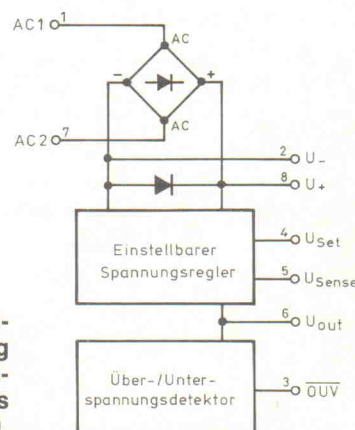 AC1 1
AC
- +
AC
AC2 7
2 U_
8 U+
Einstellbarer
Spannungsregler
4 USet
5 USense
6 Uout
Über-/Unter-
spannungsdetektor
3 OUV
-
g
-
s